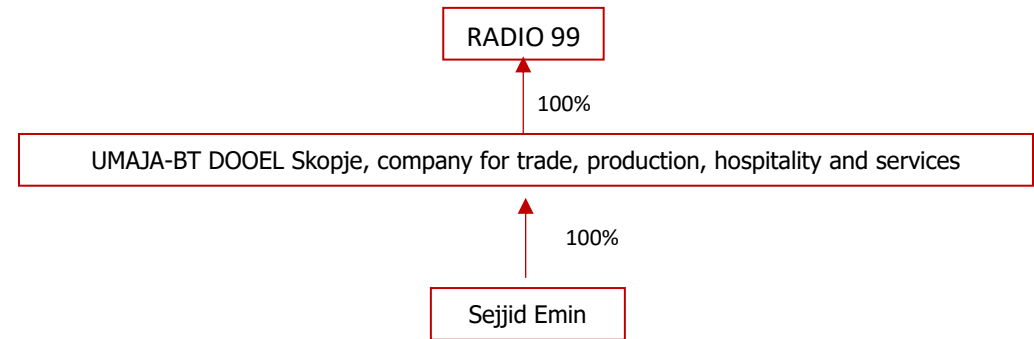 RADIO 99
100%
UMAJA-BT DOOEL Skopje, company for trade, production, hospitality and services
100%
Sejjid Emin